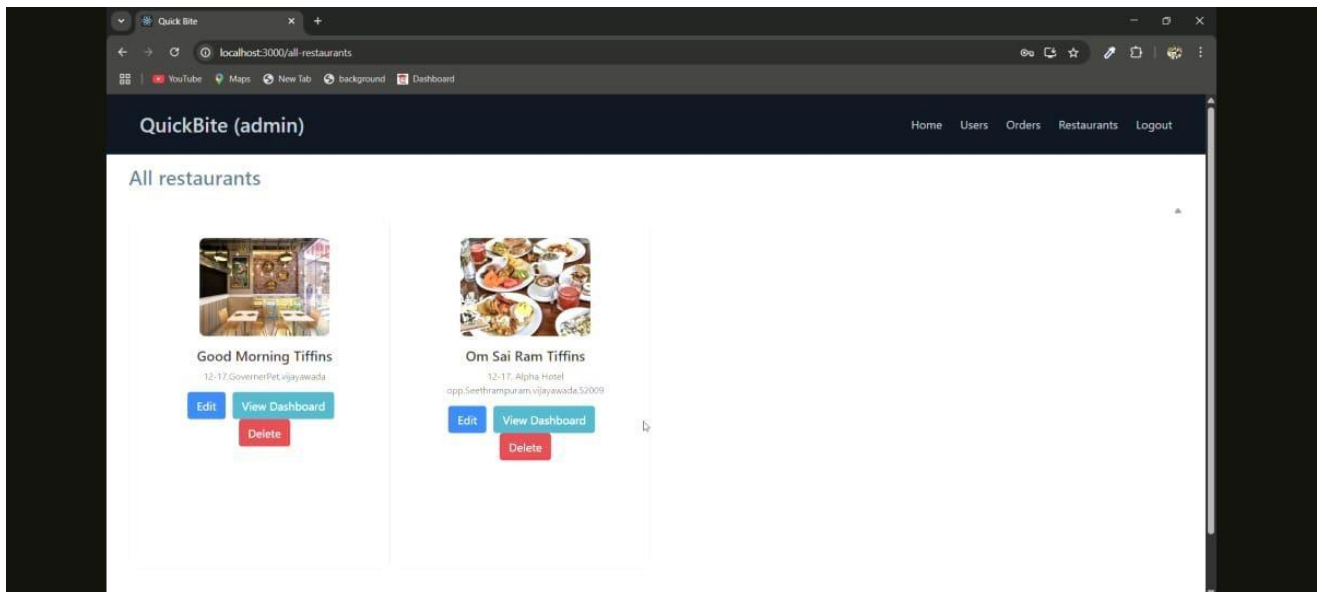 Quick Bite
localhost:3000/all-restaurants
YouTube Maps New Tab background Dashboard
QuickBite (admin) Home Users Orders Restaurants Logout
All restaurants
Good Morning Tiffins
12-17,GovernerPet,vijayawada
Edit View Dashboard
Delete
Om Sai Ram Tiffins
12-17, Alpha Hotel
opp.Seethrampuram,vijayawada,52009
Edit View Dashboard
Delete